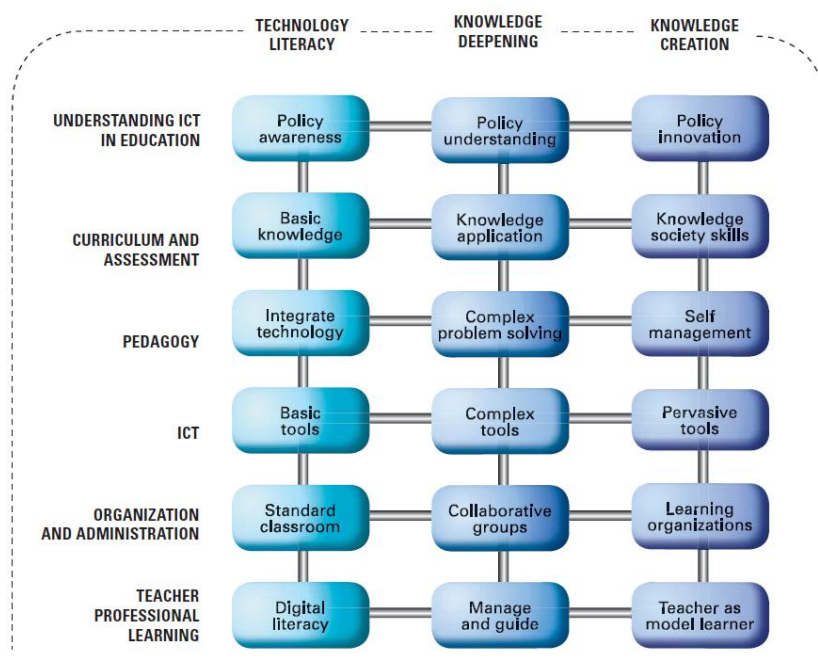 TECHNOLOGY
LITERACY
KNOWLEDGE
DEEPENING
KNOWLEDGE
CREATION
UNDERSTANDING ICT
IN EDUCATION
Policy
awareness
Policy
understanding
Policy
innovation
CURRICULUM AND
ASSESSMENT
Basic
knowledge
Knowledge
application
Knowledge
society skills
PEDAGOGY
Integrate
technology
Complex
problem solving
Self
management
ICT
Basic
tools
Complex
tools
Pervasive
tools
ORGANIZATION
AND ADMINISTRATION
Standard
classroom
Collaborative
groups
Learning
organizations
TEACHER
PROFESSIONAL
LEARNING
Digital
literacy
Manage
and guide
Teacher as
model learner